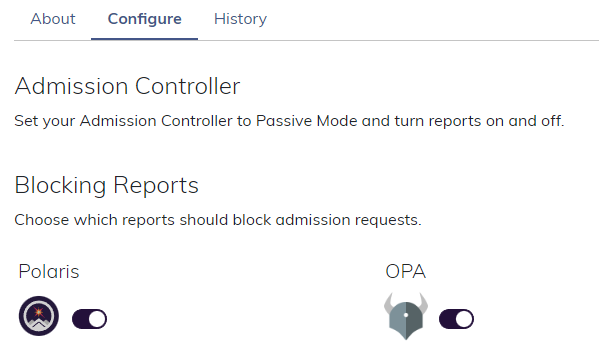 About Configure History
Admission Controller
Set your Admission Controller to Passive Mode and turn reports on and off.
Blocking Reports
Choose which reports should block admission requests.
Polaris OPA